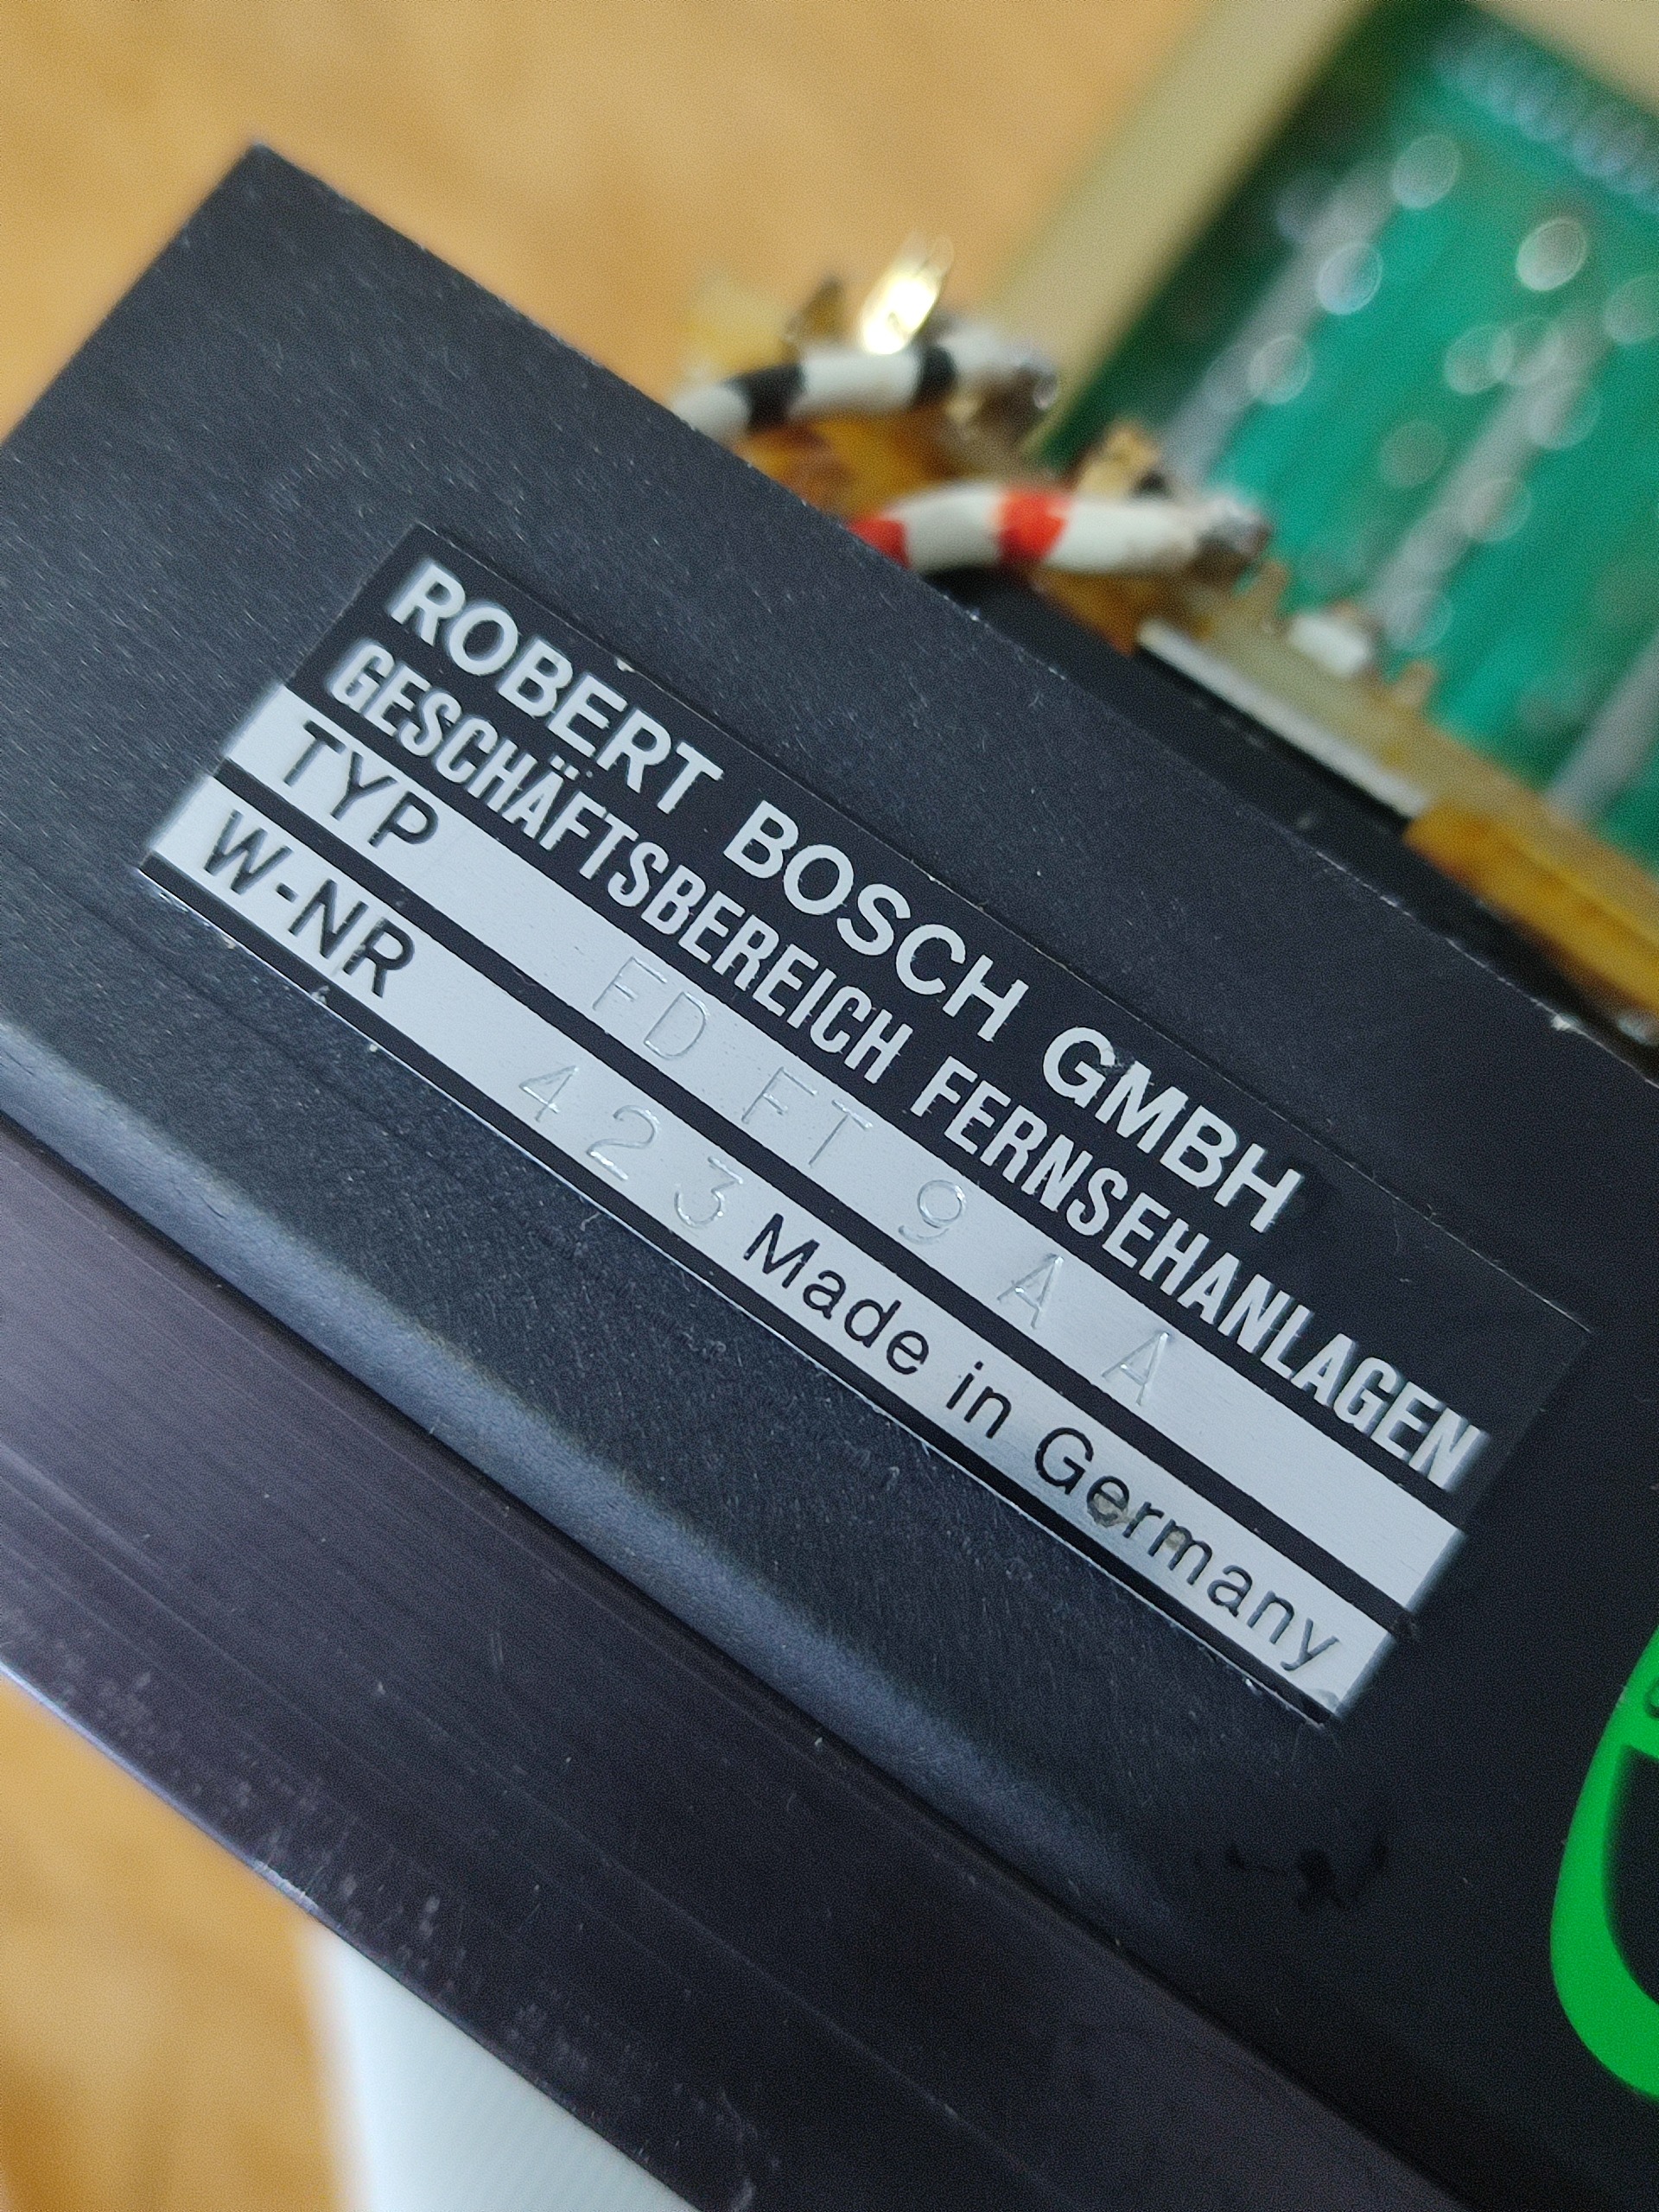 ROBERT BOSCH GMBH
GESCHÄFTSBEREICH FERNSEHANLAGEN
TYP FD FT 9 A A
W-NR 423 Made in Germany